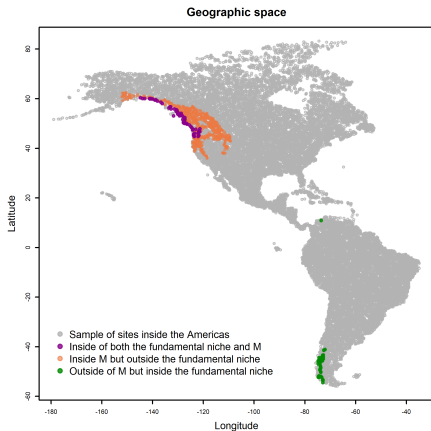 Geographic space
80
60
40
20
0
-20
-40
-60
Latitude
Sample of sites inside the Americas
Inside of both the fundamental niche and M
Inside M but outside the fundamental niche
Outside of M but inside the fundamental niche
-180
-160
-140
-120
-100
-80
-60
-40
Longitude